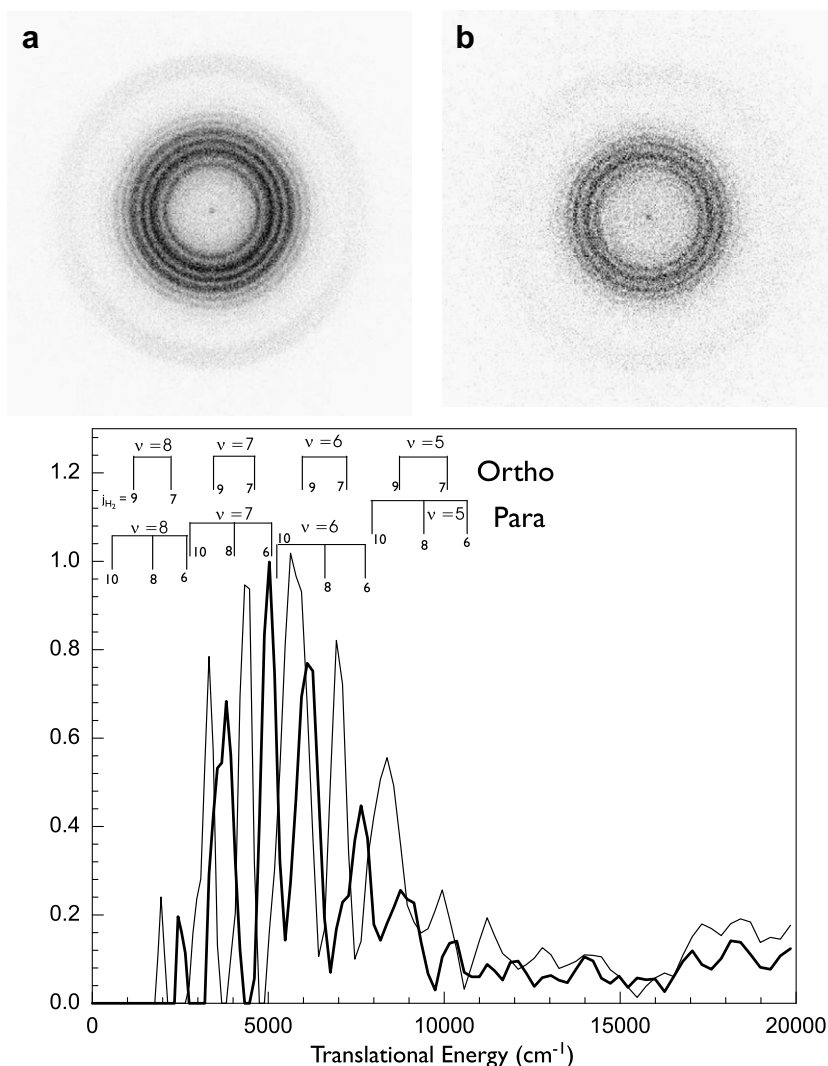 a b
ν =8 ν =7 ν =6 ν =5
Ortho
j_H₂ = 9 7 9 7 9 7 9 7
Para
ν =8 ν =7 ν =6 ν =5
10 8 6 10 8 6 10 8 6 10 8 6
1.2
1.0
0.8
0.6
0.4
0.2
0.0
0 5000 10000 15000 20000
Translational Energy (cm⁻¹)